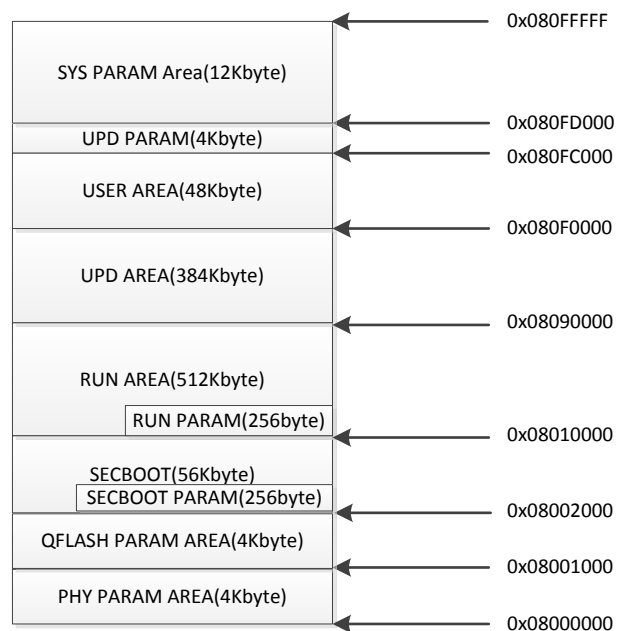 0x080FFFFF
SYS PARAM Area(12Kbyte)
0x080FD000
UPD PARAM(4Kbyte)
0x080FC000
USER AREA(48Kbyte)
0x080F0000
UPD AREA(384Kbyte)
0x08090000
RUN AREA(512Kbyte)
RUN PARAM(256byte)
0x08010000
SECBOOT(56Kbyte)
SECBOOT PARAM(256byte)
0x08002000
QFLASH PARAM AREA(4Kbyte)
0x08001000
PHY PARAM AREA(4Kbyte)
0x08000000